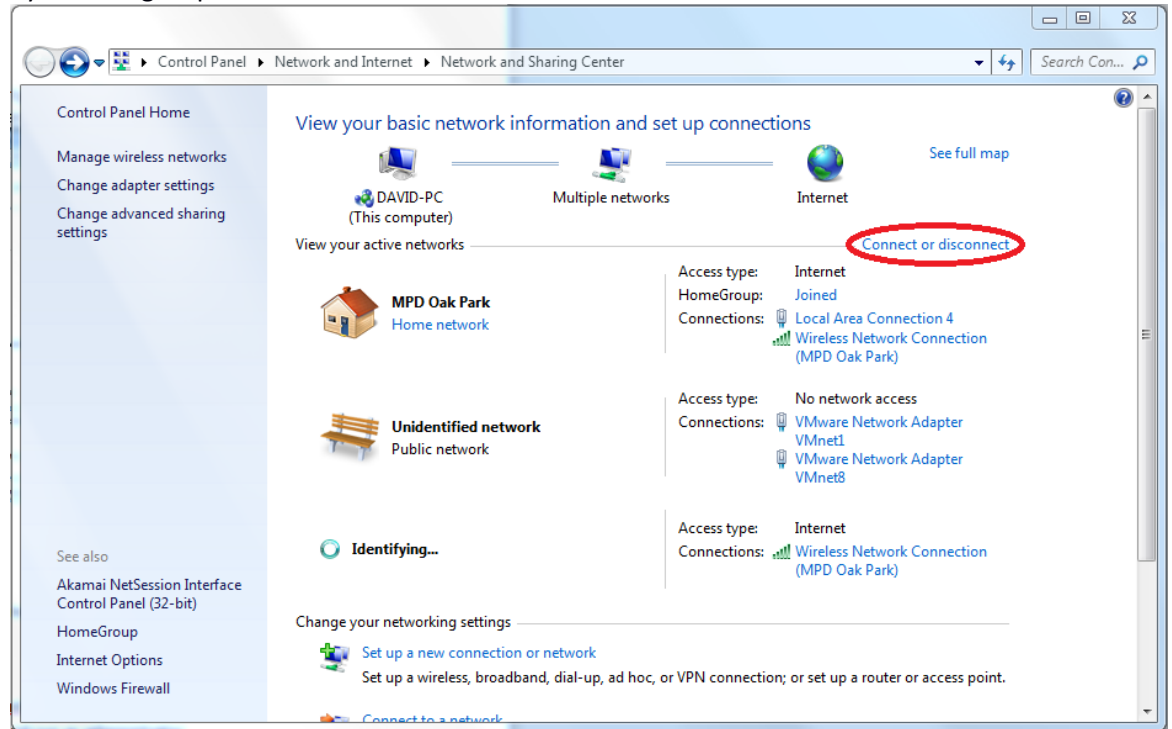 Control Panel ▸ Network and Internet ▸ Network and Sharing Center
Search Con...
Control Panel Home
Manage wireless networks
Change adapter settings
Change advanced sharing
settings
See also
Akamai NetSession Interface
Control Panel (32-bit)
HomeGroup
Internet Options
Windows Firewall
View your basic network information and set up connections
See full map
DAVID-PC
(This computer)
Multiple networks
Internet
View your active networks
Connect or disconnect
MPD Oak Park
Home network
Access type: Internet
HomeGroup: Joined
Connections: Local Area Connection 4
Wireless Network Connection
(MPD Oak Park)
Unidentified network
Public network
Access type: No network access
Connections: VMware Network Adapter
VMnet1
VMware Network Adapter
VMnet8
Identifying...
Access type: Internet
Connections: Wireless Network Connection
(MPD Oak Park)
Change your networking settings
Set up a new connection or network
Set up a wireless, broadband, dial-up, ad hoc, or VPN connection; or set up a router or access point.
Connect to a network